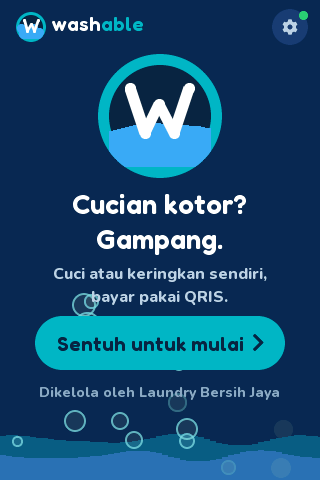 washable
W
Cucian kotor?
Gampang.
Cuci atau keringkan sendiri,
bayar pakai QRIS.
Sentuh untuk mulai
Dikelola oleh Laundry Bersih Jaya